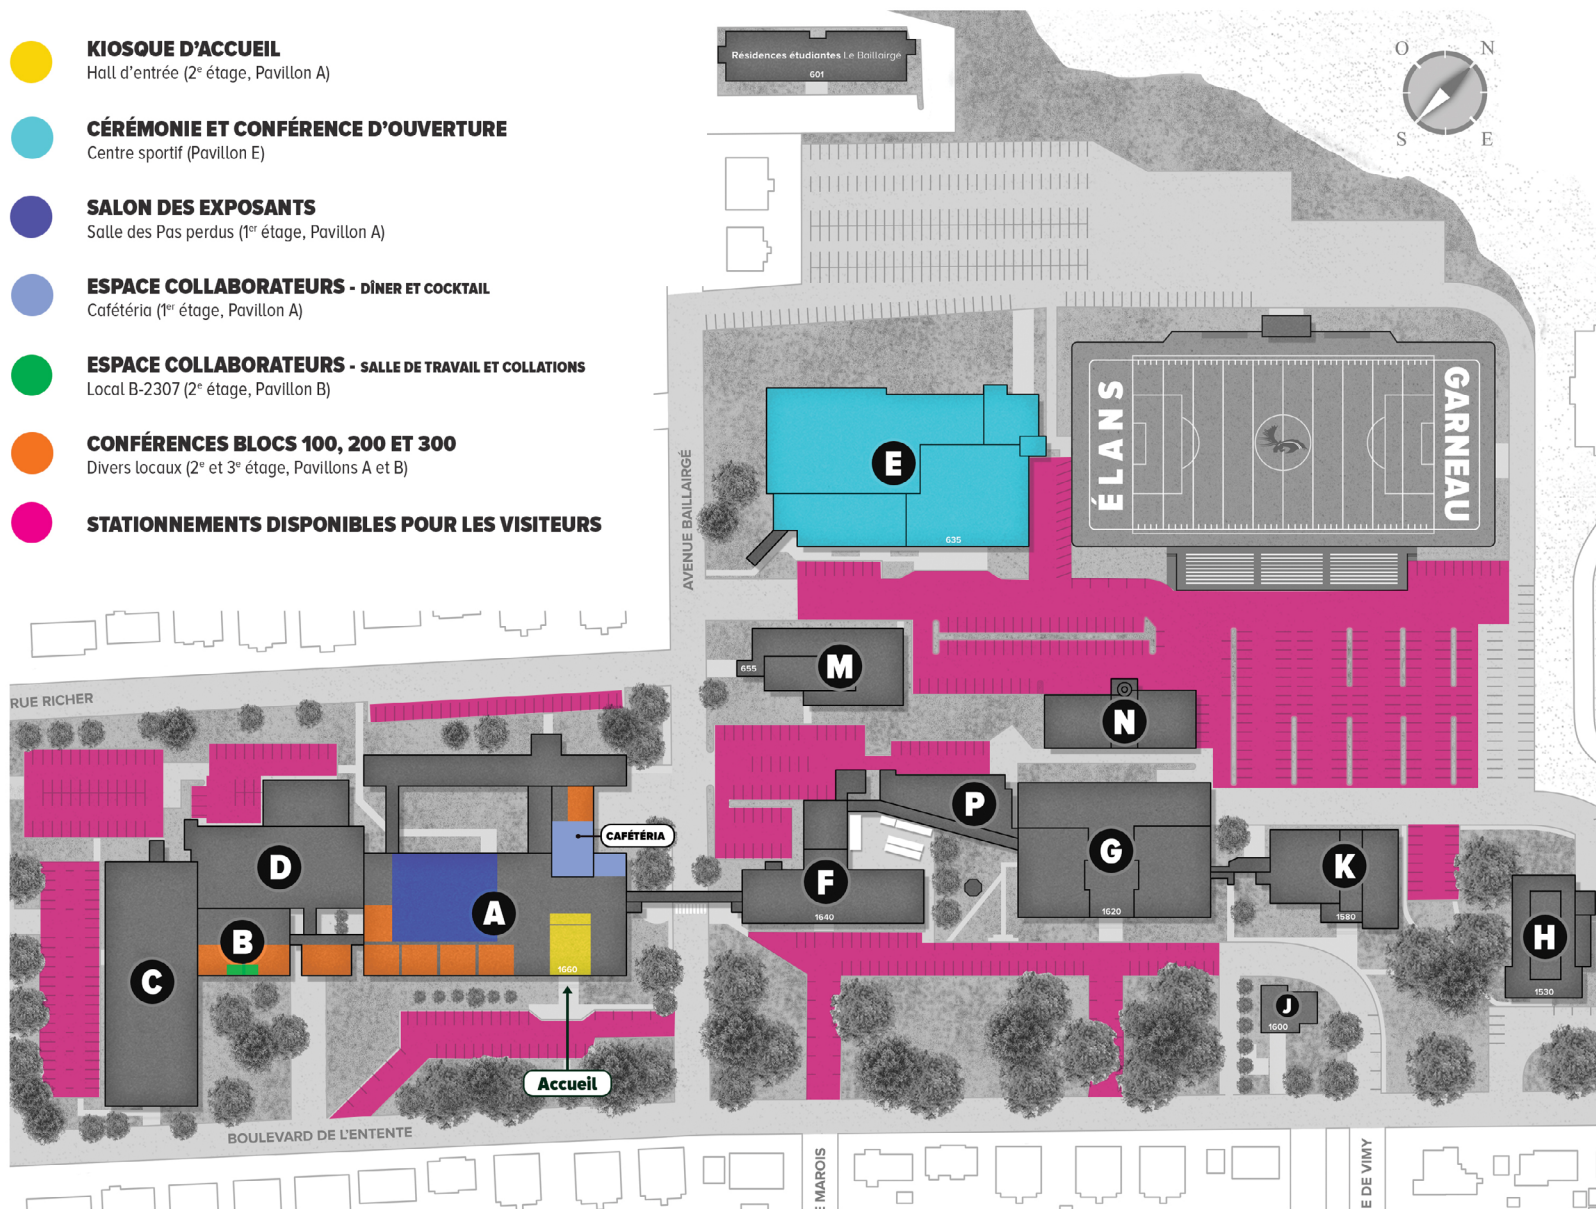 KIOSQUE D'ACCUEIL
Hall d'entrée (2e étage, Pavillon A)
CÉRÉMONIE ET CONFÉRENCE D'OUVERTURE
Centre sportif (Pavillon E)
SALON DES EXPOSANTS
Salle des Pas perdus (1er étage, Pavillon A)
ESPACE COLLABORATEURS - DÎNER ET COCKTAIL
Cafétéria (1er étage, Pavillon A)
ESPACE COLLABORATEURS - SALLE DE TRAVAIL ET COLLATIONS
Local B-2307 (2e étage, Pavillon B)
CONFÉRENCES BLOCS 100, 200 ET 300
Divers locaux (2e et 3e étage, Pavillons A et B)
STATIONNEMENTS DISPONIBLES POUR LES VISITEURS
Résidences étudiantes Le Baillairgé
601
O
N
S
E
AVENUE BAILLAIRGÉ
E
635
ÉLANS
GARNEAU
M
655
N
RUE RICHER
P
CAFÉTÉRIA
D
A
1660
B
C
F
1640
G
1620
K
1580
H
1530
J
1600
Accueil
BOULEVARD DE L'ENTENTE
MAROIS
DE VIMY